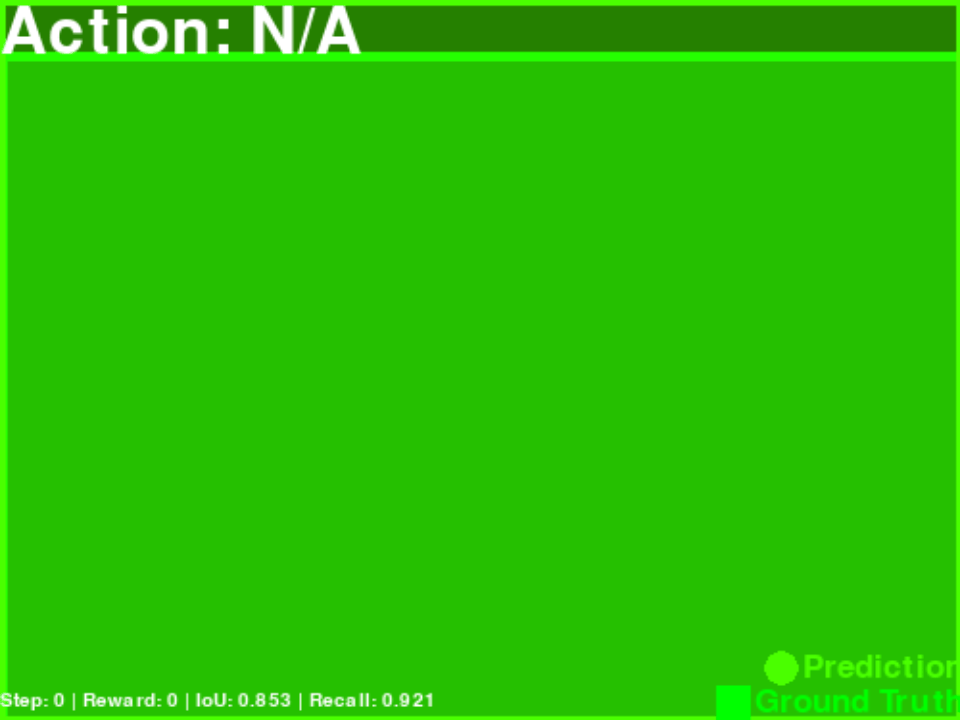 Action: N/A
Prediction
Step: 0 | Reward: 0 | IoU: 0.853 | Recall: 0.921
Ground Truth